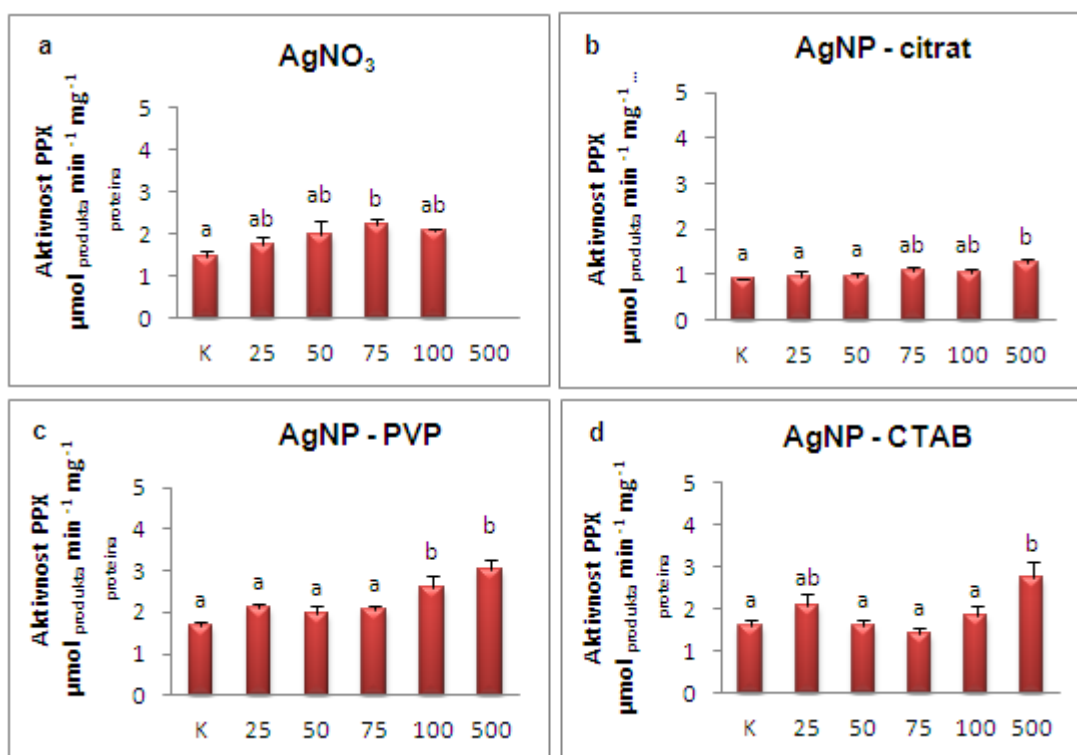 a
AgNO₃
Aktivnost PPX
µmol produkta min⁻¹ mg⁻¹
proteina
5
4
3
2
1
0
a
ab
ab
b
ab
K 25 50 75 100 500
b
AgNP - citrat
Aktivnost PPX
µmol produkta min⁻¹ mg⁻¹ ...
5
4
3
2
1
0
a
a
a
ab
ab
b
K 25 50 75 100 500
c
AgNP - PVP
Aktivnost PPX
µmol produkta min⁻¹ mg⁻¹
proteina
5
4
3
2
1
0
a
a
a
a
b
b
K 25 50 75 100 500
d
AgNP - CTAB
Aktivnost PPX
µmol produkta min⁻¹ mg⁻¹
proteina
5
4
3
2
1
0
a
ab
a
a
a
b
K 25 50 75 100 500